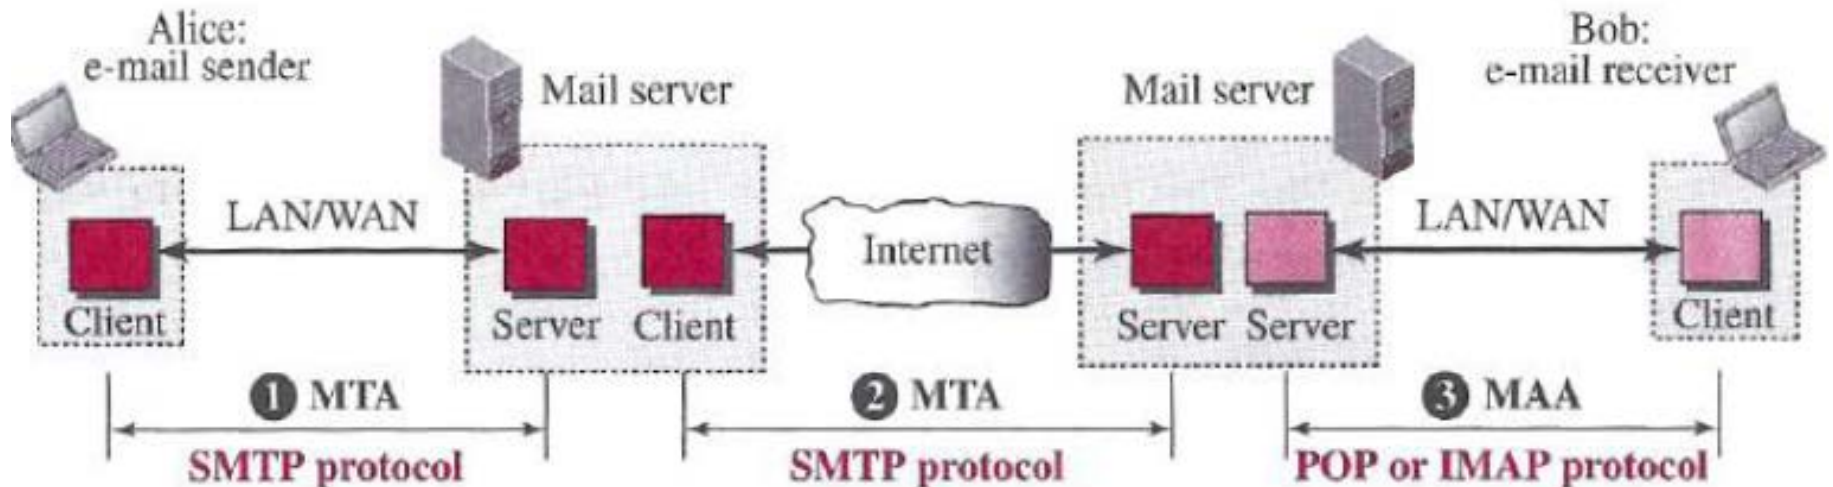 Alice:
e-mail sender
Mail server
Mail server
Bob:
e-mail receiver
LAN/WAN
Internet
LAN/WAN
Client
Server Client
Server Server
Client
1 MTA
2 MTA
3 MAA
SMTP protocol
SMTP protocol
POP or IMAP protocol